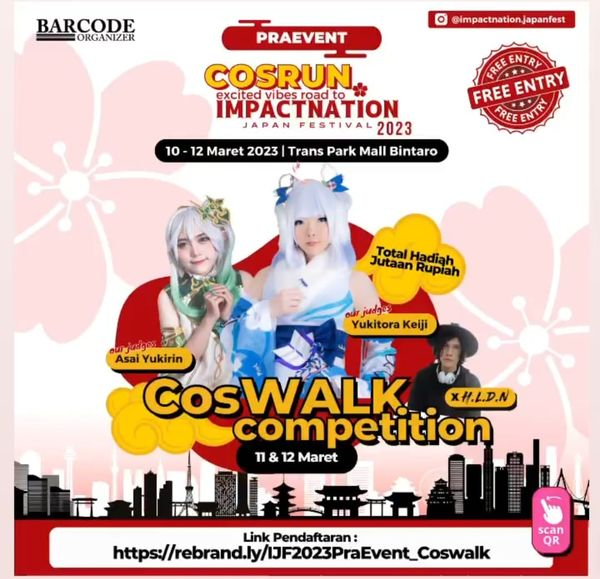 BARCODE
ORGANIZER
PRAEVENT
@impactnation.japanfest
COSRUN
excited vibes road to
IMPACTNATION
JAPAN FESTIVAL 2023
FREE ENTRY
FREE ENTRY
FREE ENTRY
10 - 12 Maret 2023 | Trans Park Mall Bintaro
Total Hadiah
Jutaan Rupiah
our judges
Yukitora Keiji
our judges
Asai Yukirin
X H.L.D.N
CosWALK
competition
11 & 12 Maret
scan
QR
Link Pendaftaran :
https://rebrand.ly/IJF2023PraEvent_Coswalk